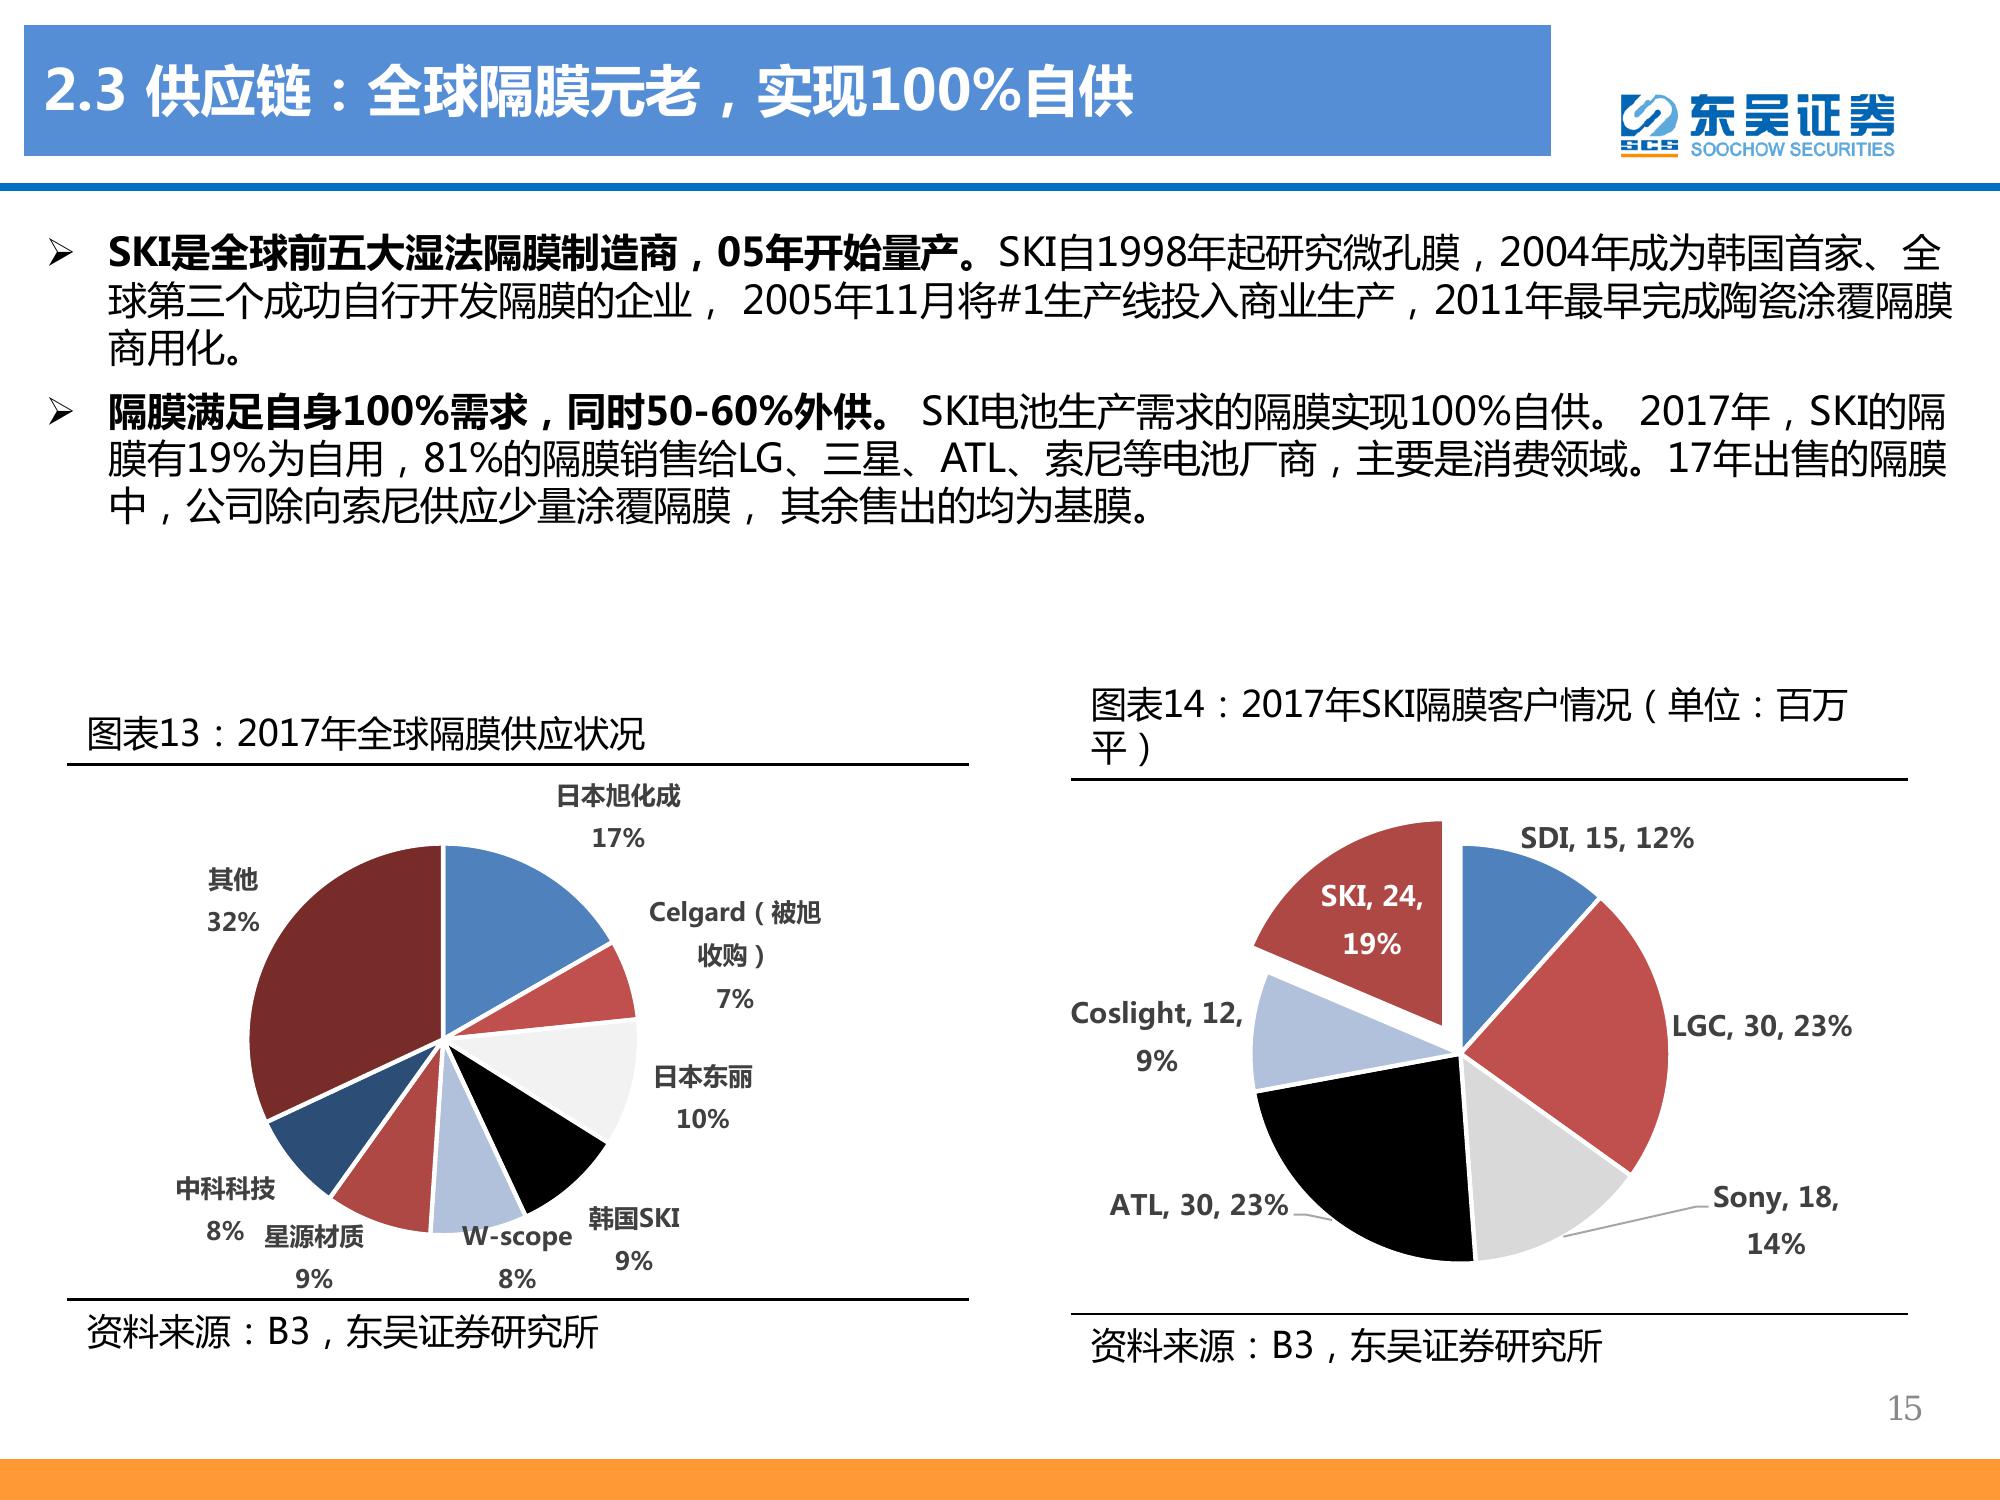 2.3 供应链：全球隔膜元老，实现100%自供
东吴证券
SCS
SOOCHOW SECURITIES
➢ SKI是全球前五大湿法隔膜制造商，05年开始量产。SKI自1998年起研究微孔膜，2004年成为韩国首家、全
球第三个成功自行开发隔膜的企业， 2005年11月将#1生产线投入商业生产，2011年最早完成陶瓷涂覆隔膜
商用化。
➢ 隔膜满足自身100%需求，同时50-60%外供。 SKI电池生产需求的隔膜实现100%自供。 2017年，SKI的隔
膜有19%为自用，81%的隔膜销售给LG、三星、ATL、索尼等电池厂商，主要是消费领域。17年出售的隔膜
中，公司除向索尼供应少量涂覆隔膜， 其余售出的均为基膜。
图表13：2017年全球隔膜供应状况
日本旭化成
17%
Celgard（被旭
收购）
7%
日本东丽
10%
韩国SKI
9%
W-scope
8%
星源材质
9%
中科科技
8%
其他
32%
资料来源：B3，东吴证券研究所
图表14：2017年SKI隔膜客户情况（单位：百万
平）
SDI, 15, 12%
LGC, 30, 23%
Sony, 18,
14%
ATL, 30, 23%
Coslight, 12,
9%
SKI, 24,
19%
资料来源：B3，东吴证券研究所
15